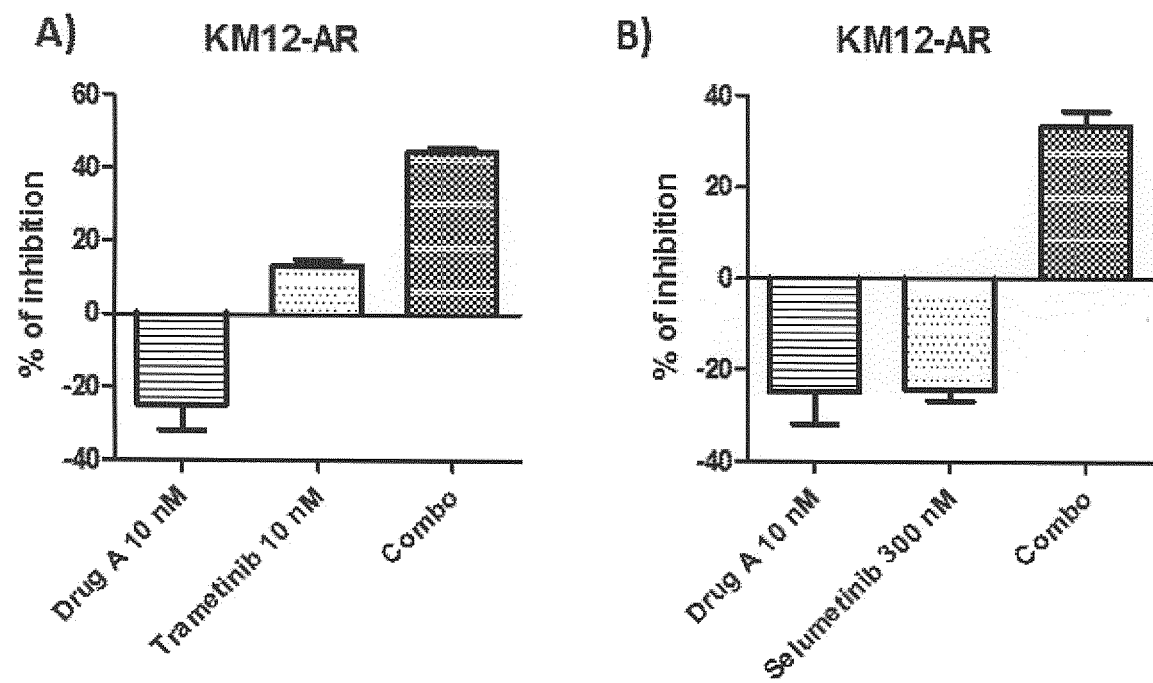 A)
KM12-AR
% of inhibition
60
40
20
0
-20
-40
Drug A 10 nM
Trametinib 10 nM
Combo
B)
KM12-AR
% of inhibition
40
20
0
-20
-40
Drug A 10 nM
Selumetinib 300 nM
Combo